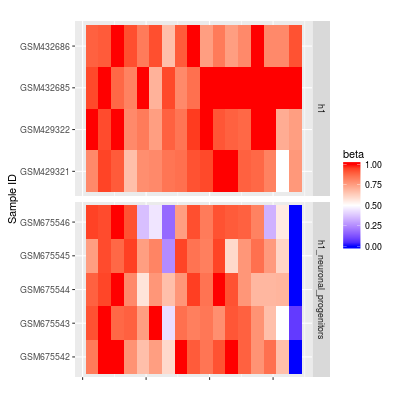 GSM432686
GSM432685
GSM429322
GSM429321
h1
GSM675546
GSM675545
GSM675544
GSM675543
GSM675542
h1_neuronal_progenitors
Sample ID
beta
1.00
0.75
0.50
0.25
0.00